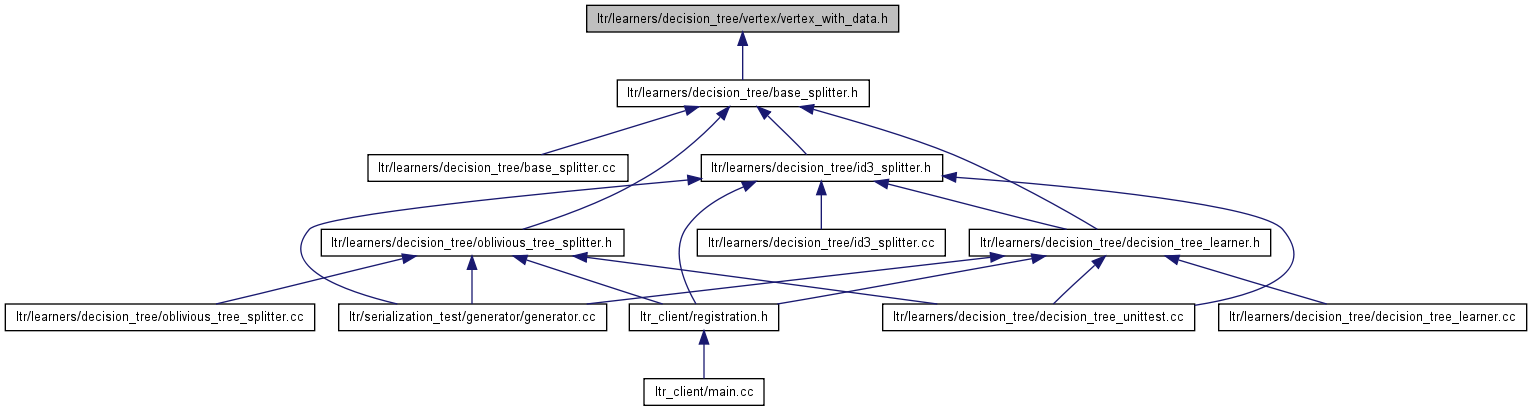 ltr/learners/decision_tree/vertex/vertex_with_data.h
ltr/learners/decision_tree/base_splitter.h
ltr/learners/decision_tree/base_splitter.cc
ltr/learners/decision_tree/id3_splitter.h
ltr/learners/decision_tree/oblivious_tree_splitter.h
ltr/learners/decision_tree/id3_splitter.cc
ltr/learners/decision_tree/decision_tree_learner.h
ltr/learners/decision_tree/oblivious_tree_splitter.cc
ltr/serialization_test/generator/generator.cc
ltr_client/registration.h
ltr/learners/decision_tree/decision_tree_unittest.cc
ltr/learners/decision_tree/decision_tree_learner.cc
ltr_client/main.cc